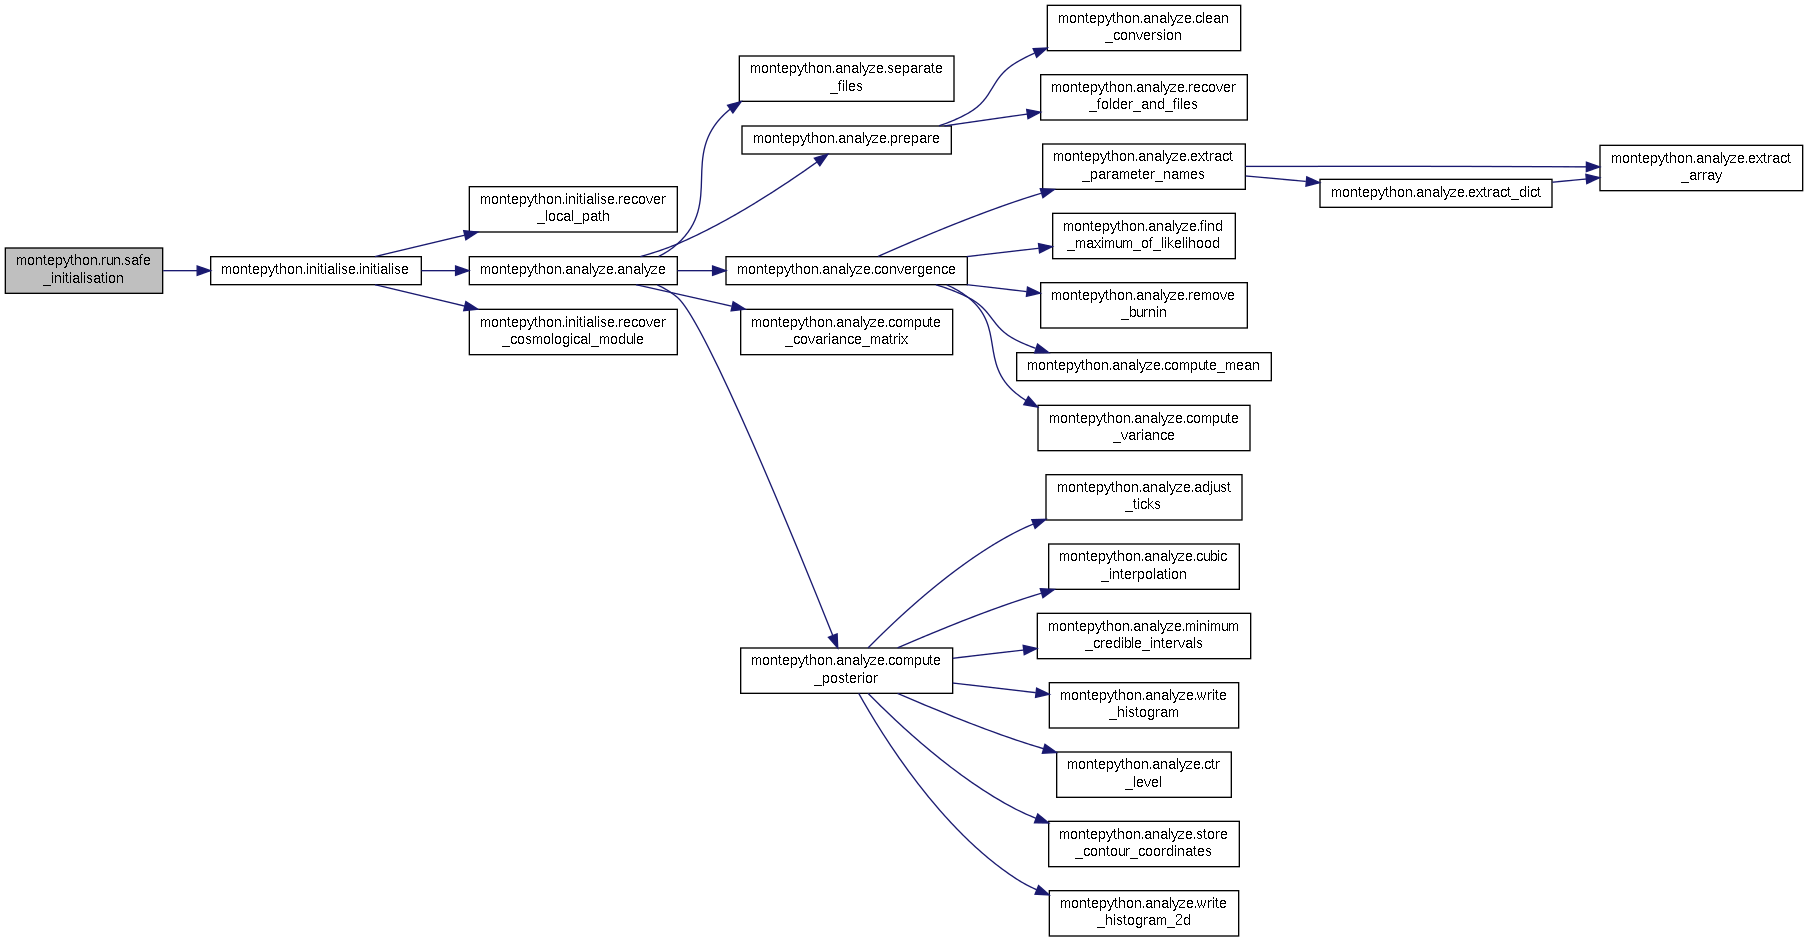 montepython.run.safe
_initialisation
montepython.initialise.initialise
montepython.initialise.recover
_local_path
montepython.analyze.analyze
montepython.initialise.recover
_cosmological_module
montepython.analyze.separate
_files
montepython.analyze.prepare
montepython.analyze.convergence
montepython.analyze.compute
_covariance_matrix
montepython.analyze.compute
_posterior
montepython.analyze.clean
_conversion
montepython.analyze.recover
_folder_and_files
montepython.analyze.extract
_parameter_names
montepython.analyze.find
_maximum_of_likelihood
montepython.analyze.remove
_burnin
montepython.analyze.compute_mean
montepython.analyze.compute
_variance
montepython.analyze.adjust
_ticks
montepython.analyze.cubic
_interpolation
montepython.analyze.minimum
_credible_intervals
montepython.analyze.write
_histogram
montepython.analyze.ctr
_level
montepython.analyze.store
_contour_coordinates
montepython.analyze.write
_histogram_2d
montepython.analyze.extract_dict
montepython.analyze.extract
_array